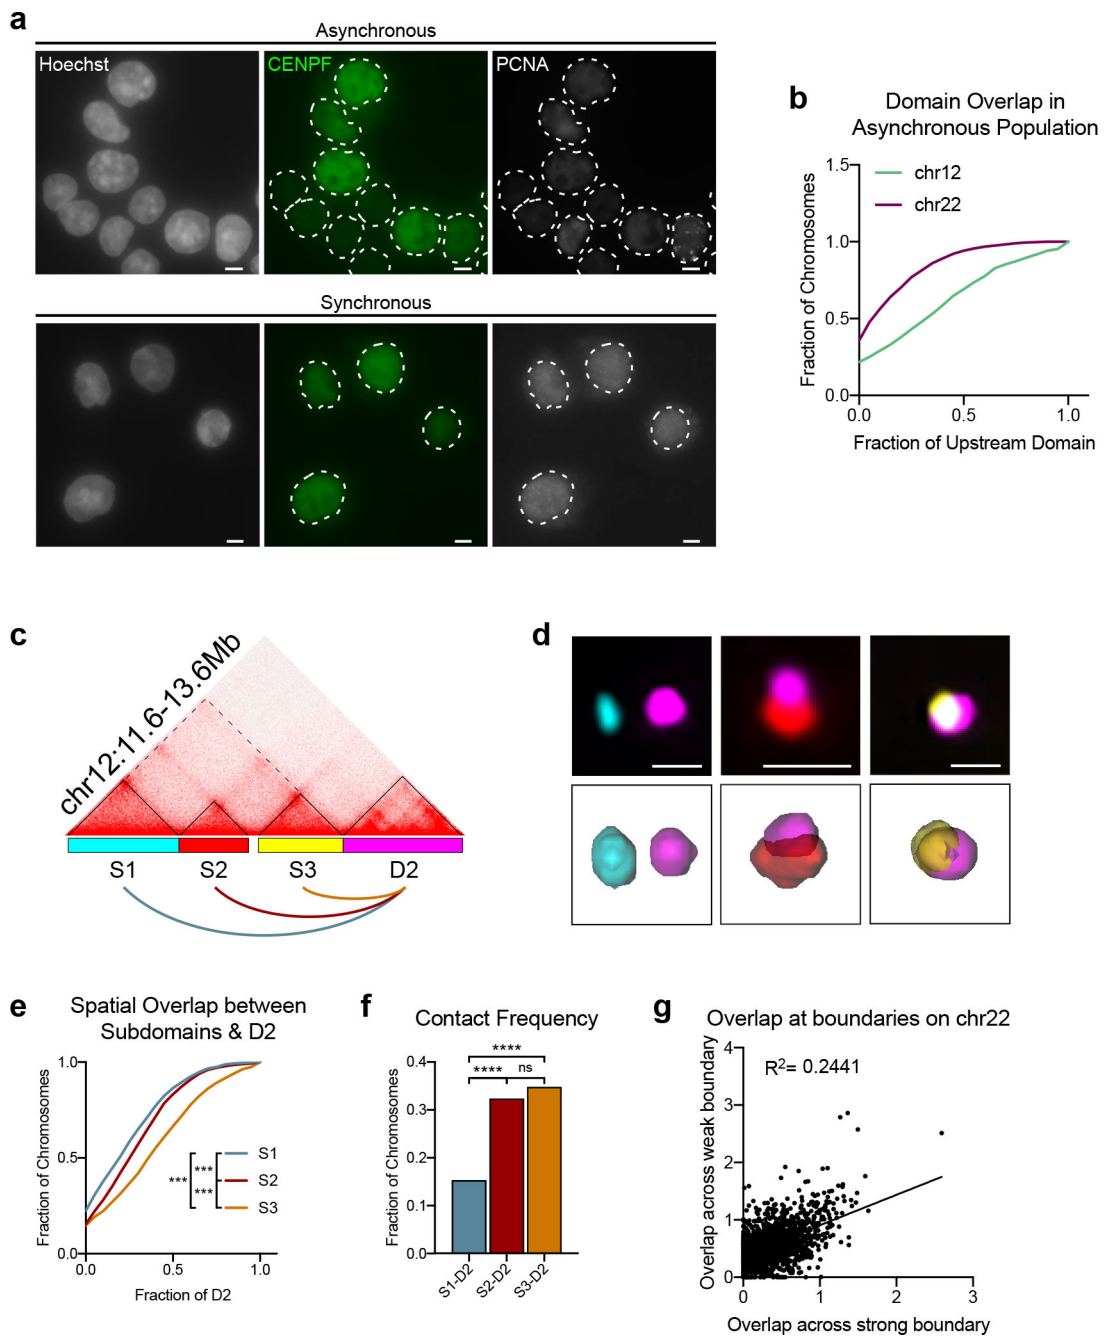 a
Asynchronous
Hoechst
CENPF
PCNA
Synchronous
b
Domain Overlap in
Asynchronous Population
Fraction of Chromosomes
1.5
1.0
0.5
0.0
chr12
chr22
0.0
0.5
1.0
Fraction of Upstream Domain
c
chr12:11.6-13.6Mb
S1
S2
S3
D2
d
e
Spatial Overlap between
Subdomains & D2
Fraction of Chromosomes
1.0
0.5
0.0
***
***
***
S1
S2
S3
0.0
0.5
1.0
Fraction of D2
f
Contact Frequency
Fraction of Chromosomes
0.4
0.3
0.2
0.1
0.0
****
****
ns
S1-D2
S2-D2
S3-D2
g
Overlap at boundaries on chr22
Overlap across weak boundary
4
3
2
1
0
R²= 0.2441
0
1
2
3
Overlap across strong boundary